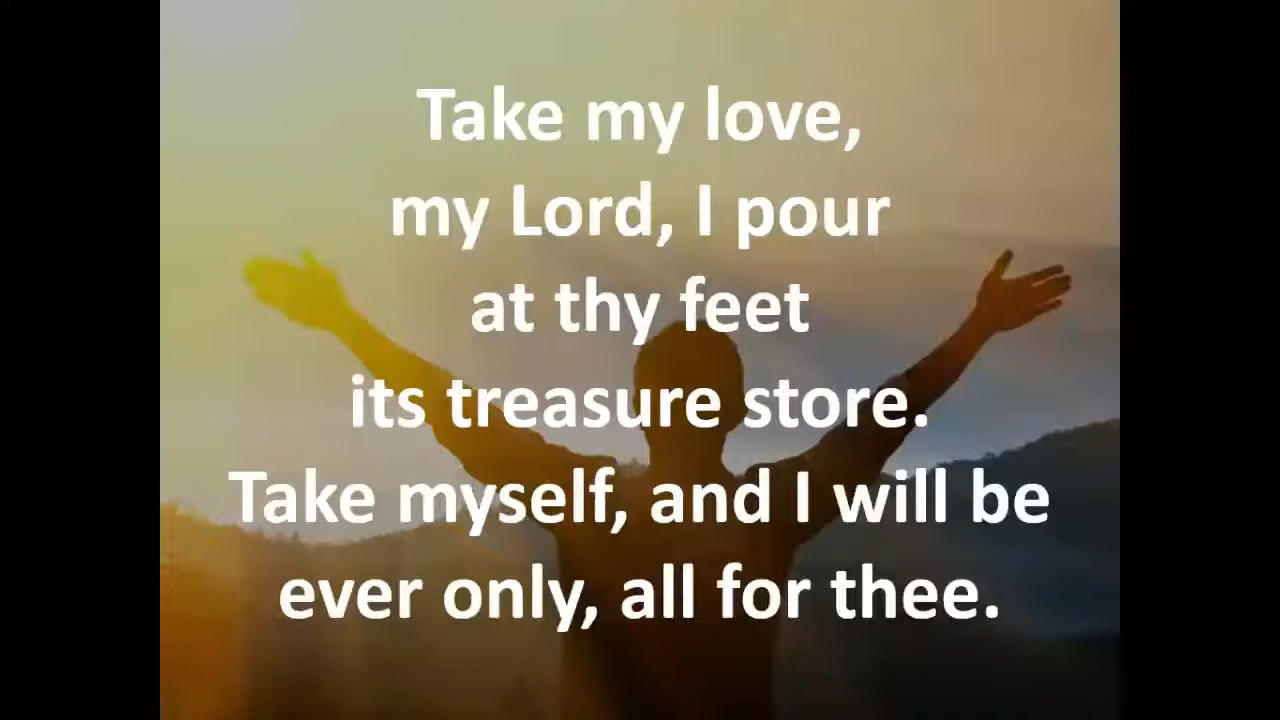 Take my love,
my Lord, I pour
at thy feet
its treasure store.
Take myself, and I will be
ever only, all for thee.